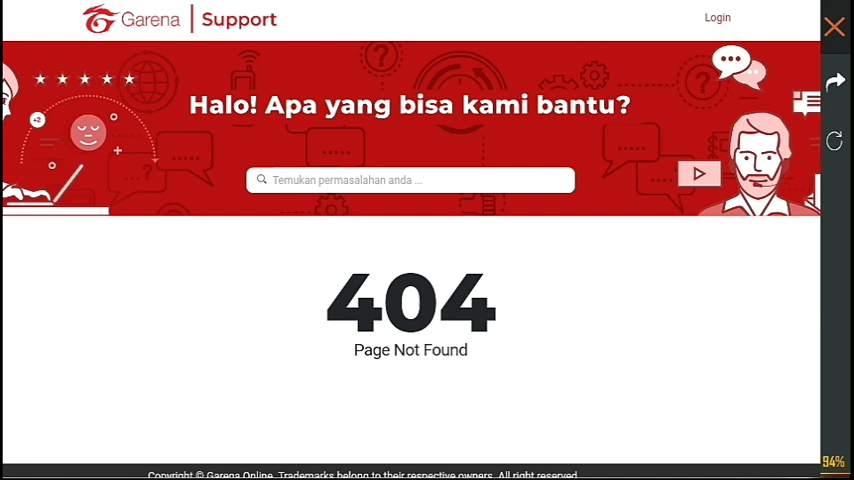 Garena | Support
Login
Halo! Apa yang bisa kami bantu?
+2
Temukan permasalahan anda ...
404
Page Not Found
94%
Copyright © Garena Online. Trademarks belong to their respective owners. All right reserved.